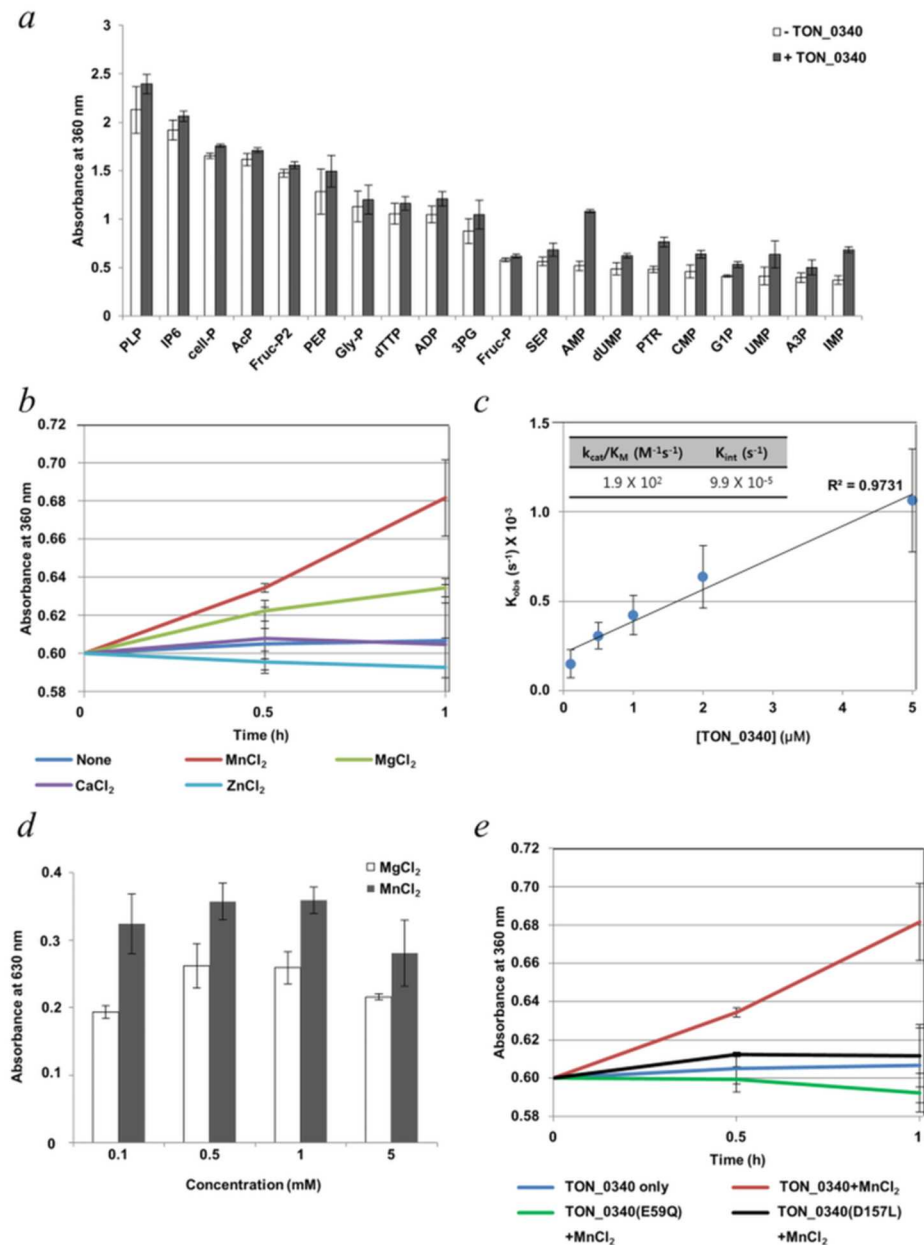 a
- TON_0340
+ TON_0340
Absorbance at 360 nm
3
2.5
2
1.5
1
0.5
0
PLP IP6 cell-P AcP Fruc-P2 PEP Gly-P dTTP ADP 3PG Fruc-P SEP AMP dUMP PTR CMP G1P UMP A3P IMP
b
Absorbance at 360 nm
0.72
0.70
0.68
0.66
0.64
0.62
0.60
0.58
0 0.5 1
Time (h)
None MnCl₂ MgCl₂
CaCl₂ ZnCl₂
c
K_obs (s⁻¹) X 10⁻³
1.5
1.0
0.5
0.0
k_cat/K_M (M⁻¹s⁻¹) K_int (s⁻¹)
1.9 X 10² 9.9 X 10⁻⁵
R² = 0.9731
0 1 2 3 4 5
[TON_0340] (µM)
d
MgCl₂
MnCl₂
Absorbance at 630 nm
0.4
0.3
0.2
0.1
0
0.1 0.5 1 5
Concentration (mM)
e
Absorbance at 360 nm
0.72
0.70
0.68
0.66
0.64
0.62
0.60
0.58
0 0.5 1
Time (h)
TON_0340 only TON_0340+MnCl₂
TON_0340(E59Q) TON_0340(D157L)
+MnCl₂ +MnCl₂